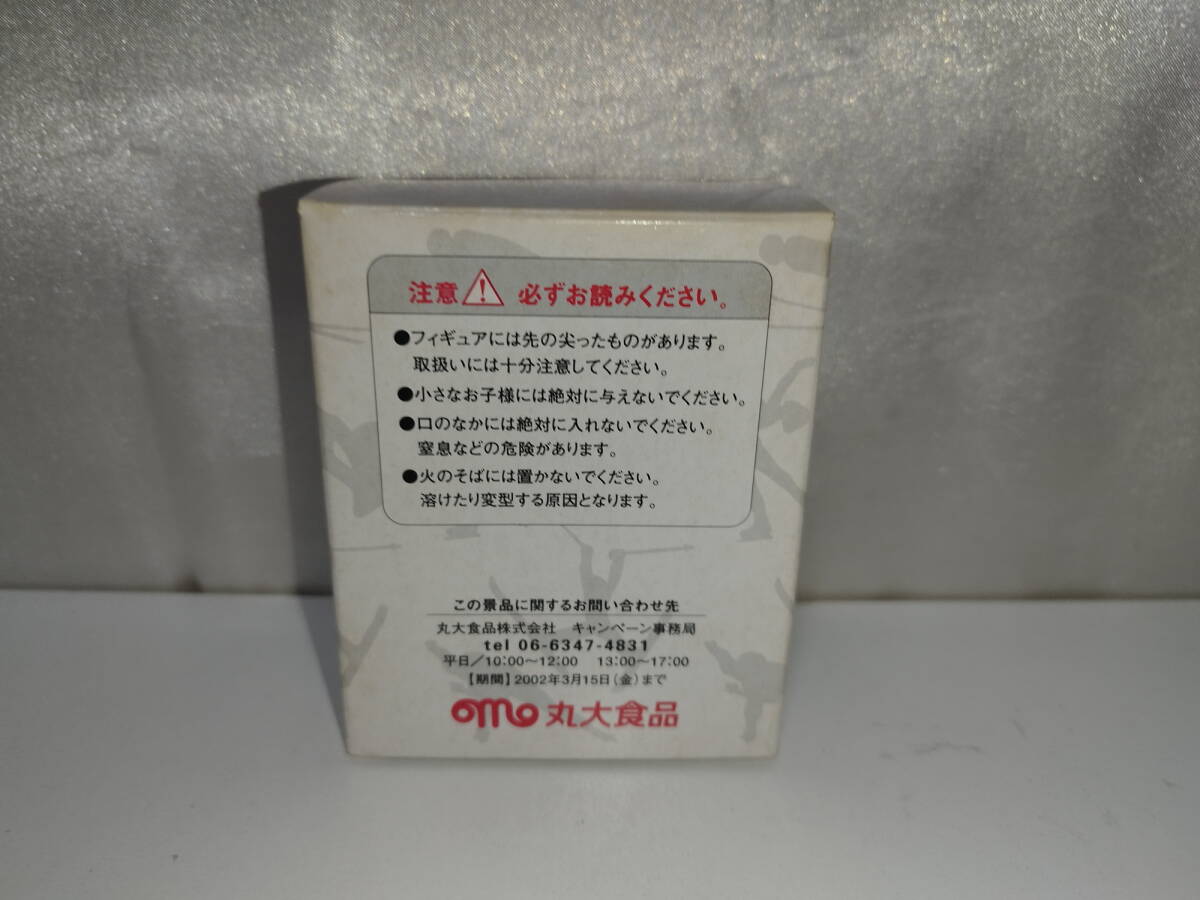 注意 ! 必ずお読みください。
●フィギュアには先の尖ったものがあります。
取扱いには十分注意してください。
●小さなお子様には絶対に与えないでください。
●口のなかには絶対に入れないでください。
窒息などの危険があります。
●火のそばには置かないでください。
溶けたり変型する原因となります。
この景品に関するお問い合わせ先
丸大食品株式会社 キャンペーン事務局
tel 06-6347-4831
平日/10:00〜12:00 13:00〜17:00
【期間】2002年3月15日(金)まで
丸大食品